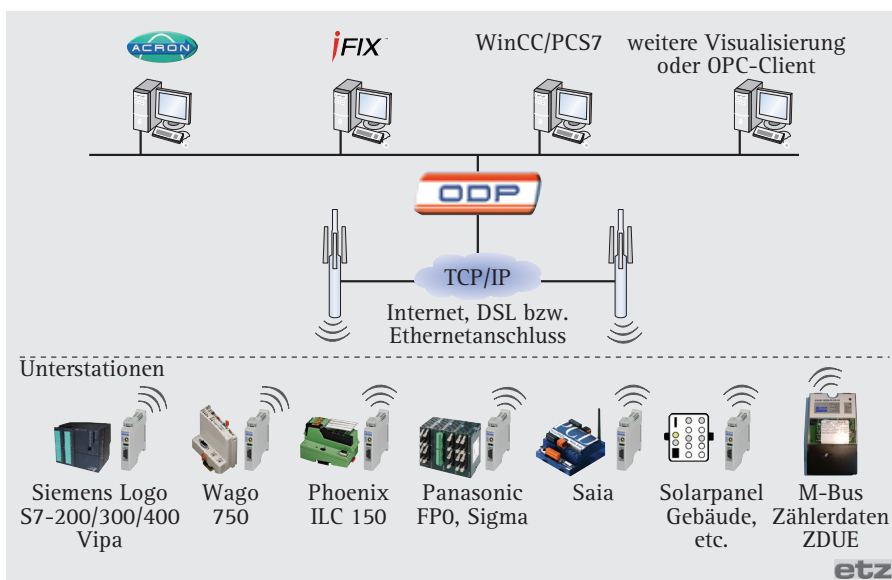 ACRON
iFIX
WinCC/PCS7
weitere Visualisierung
oder OPC-Client
ODP
TCP/IP
Internet, DSL bzw.
Ethernetanschluss
Unterstationen
Siemens Logo
S7-200/300/400
Vipa
Wago
750
Phoenix
ILC 150
Panasonic
FP0, Sigma
Saia
Solarpanel
Gebäude,
etc.
M-Bus
Zählerdaten
ZDUE
etz